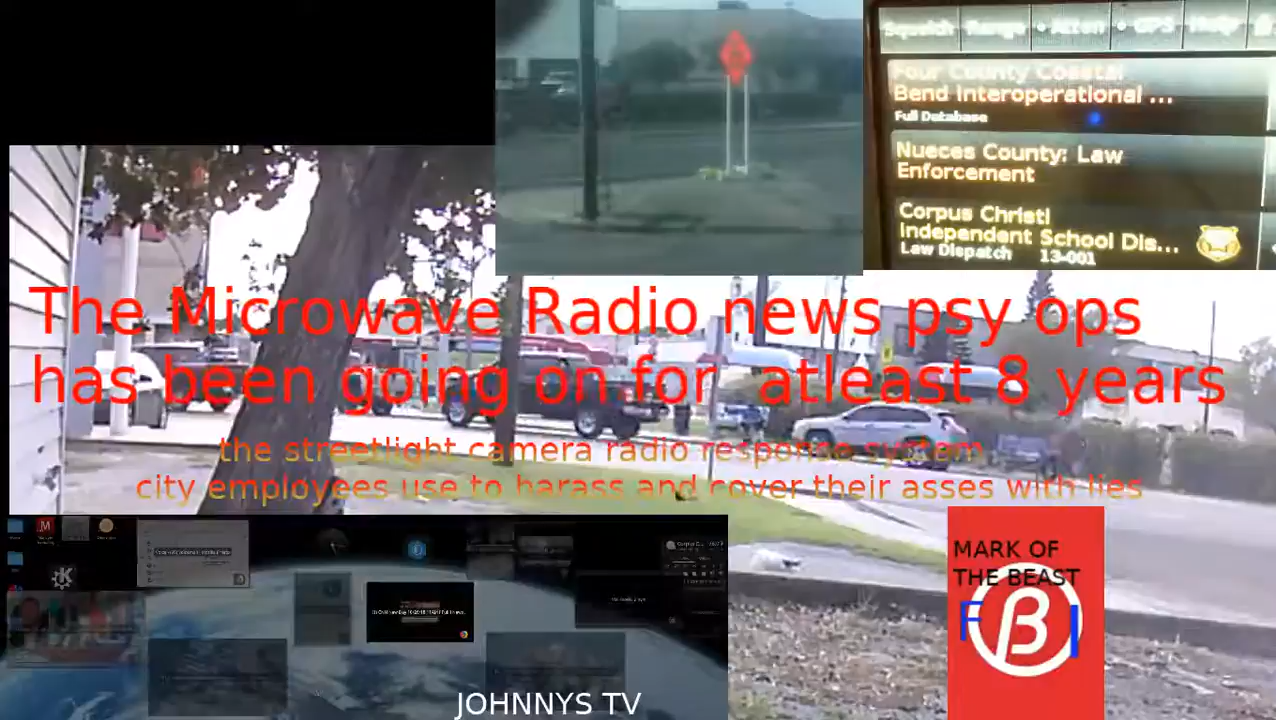 Squelch Range • Atten • GPS Help
Four County Coastal
Bend Interoperational ...
Full Database
Nueces County: Law
Enforcement
Corpus Christi
Independent School Dis...
Law Dispatch 13-001
The Microwave Radio news psy ops
has been going on for atleast 8 years
the streetlight camera radio response system
city employees use to harass and cover their asses with lies
MARK OF
THE BEAST
F β I
JOHNNYS TV